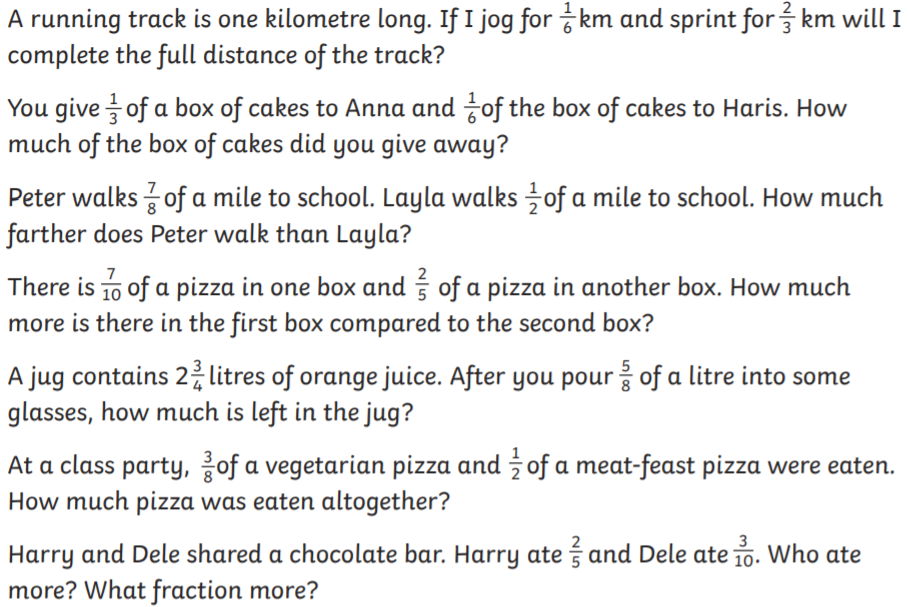 A running track is one kilometre long. If I jog for 1/6 km and sprint for 2/3 km will I
complete the full distance of the track?
You give 1/3 of a box of cakes to Anna and 1/6 of the box of cakes to Haris. How
much of the box of cakes did you give away?
Peter walks 7/8 of a mile to school. Layla walks 1/2 of a mile to school. How much
farther does Peter walk than Layla?
There is 7/10 of a pizza in one box and 2/5 of a pizza in another box. How much
more is there in the first box compared to the second box?
A jug contains 2 3/4 litres of orange juice. After you pour 5/8 of a litre into some
glasses, how much is left in the jug?
At a class party, 3/8 of a vegetarian pizza and 1/2 of a meat-feast pizza were eaten.
How much pizza was eaten altogether?
Harry and Dele shared a chocolate bar. Harry ate 2/5 and Dele ate 3/10. Who ate
more? What fraction more?